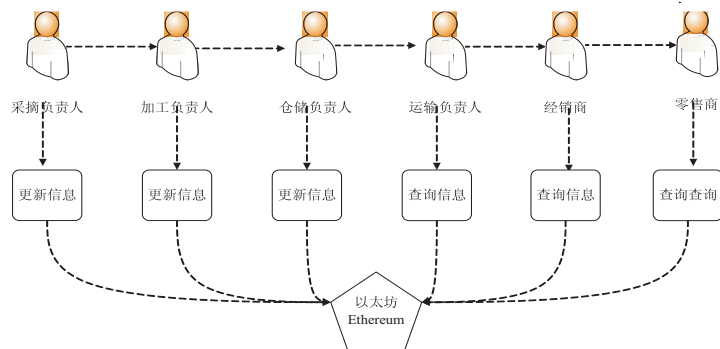 采摘负责人
加工负责人
仓储负责人
运输负责人
经销商
零售商
更新信息
更新信息
更新信息
查询信息
查询信息
查询查询
以太坊
Ethereum